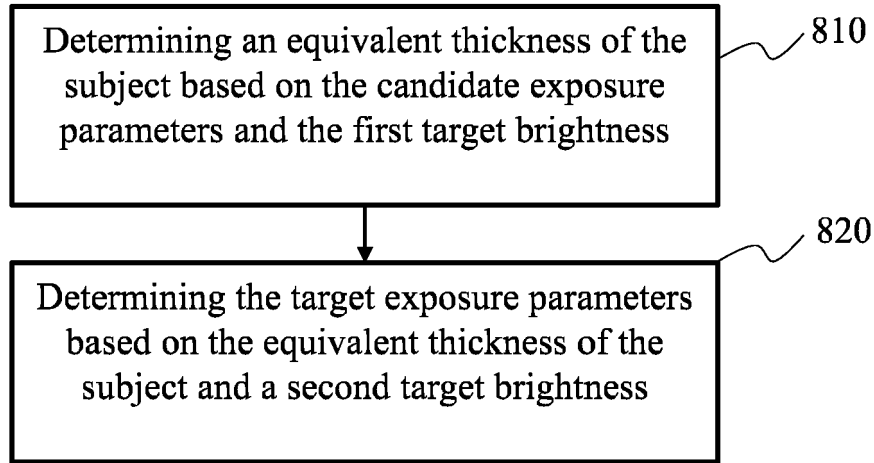 Determining an equivalent thickness of the
subject based on the candidate exposure
parameters and the first target brightness
810
820
Determining the target exposure parameters
based on the equivalent thickness of the
subject and a second target brightness